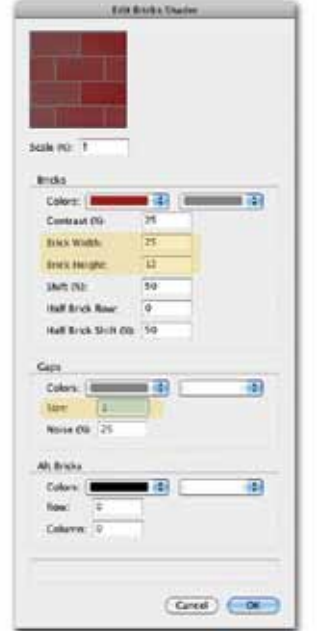 Edit Bricks Shader
Scale (%): 1
Bricks
Colors:
Contrast (%): 25
Brick Width: 25
Brick Height: 12
Shift (%): 50
Half Brick Row: 0
Half Brick Shift (%): 50
Gaps
Colors:
Size:
Noise (%): 25
Alt. Bricks
Colors:
Row: 0
Column: 0
Cancel OK